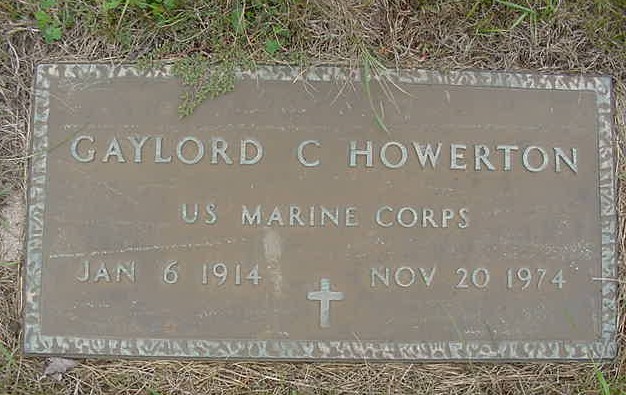 GAYLORD C HOWERTON
US MARINE CORPS
JAN 6 1914 NOV 20 1974